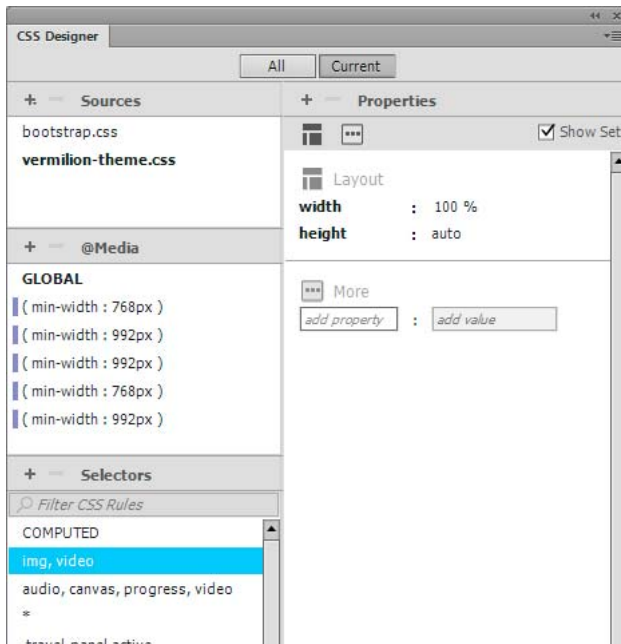 CSS Designer
All
Current
+ Sources
bootstrap.css
vermilion-theme.css
+ @Media
GLOBAL
( min-width : 768px )
( min-width : 992px )
( min-width : 992px )
( min-width : 768px )
( min-width : 992px )
+ Selectors
Filter CSS Rules
COMPUTED
img, video
audio, canvas, progress, video
*
+ Properties
Show Set
Layout
width : 100 %
height : auto
More
add property : add value